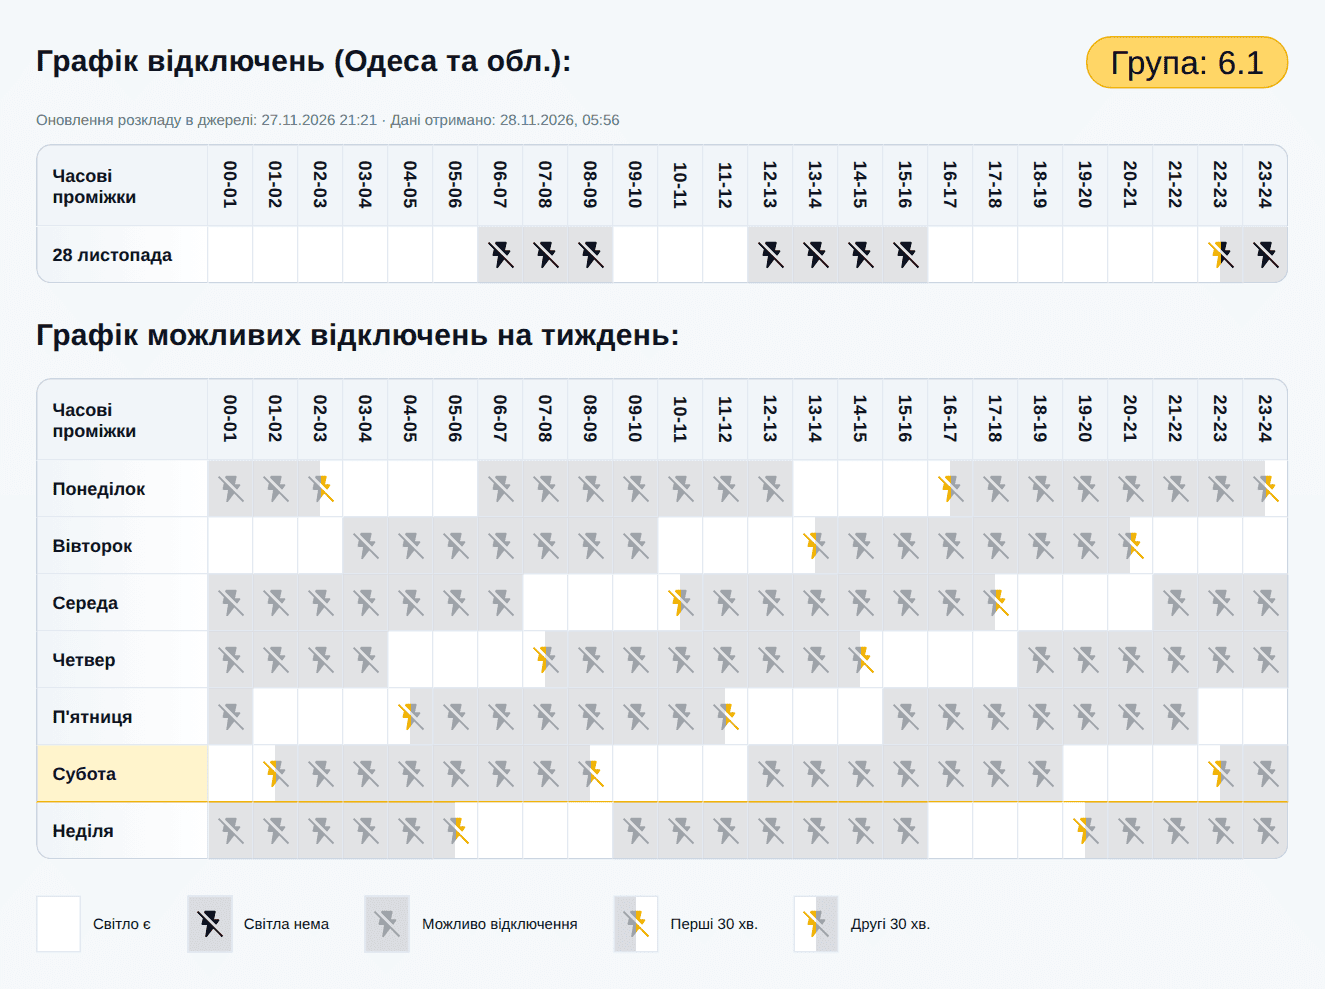 Графік відключень (Одеса та обл.):
Група: 6.1
Оновлення розкладу в джерелі: 27.11.2026 21:21 · Дані отримано: 28.11.2026, 05:56
Часові проміжки 00-01 01-02 02-03 03-04 04-05 05-06 06-07 07-08 08-09 09-10 10-11 11-12 12-13 13-14 14-15 15-16 16-17 17-18 18-19 19-20 20-21 21-22 22-23 23-24
28 листопада
Графік можливих відключень на тиждень:
Часові проміжки 00-01 01-02 02-03 03-04 04-05 05-06 06-07 07-08 08-09 09-10 10-11 11-12 12-13 13-14 14-15 15-16 16-17 17-18 18-19 19-20 20-21 21-22 22-23 23-24
Понеділок
Вівторок
Середа
Четвер
П'ятниця
Субота
Неділя
Світло є Світла нема Можливо відключення Перші 30 хв. Другі 30 хв.